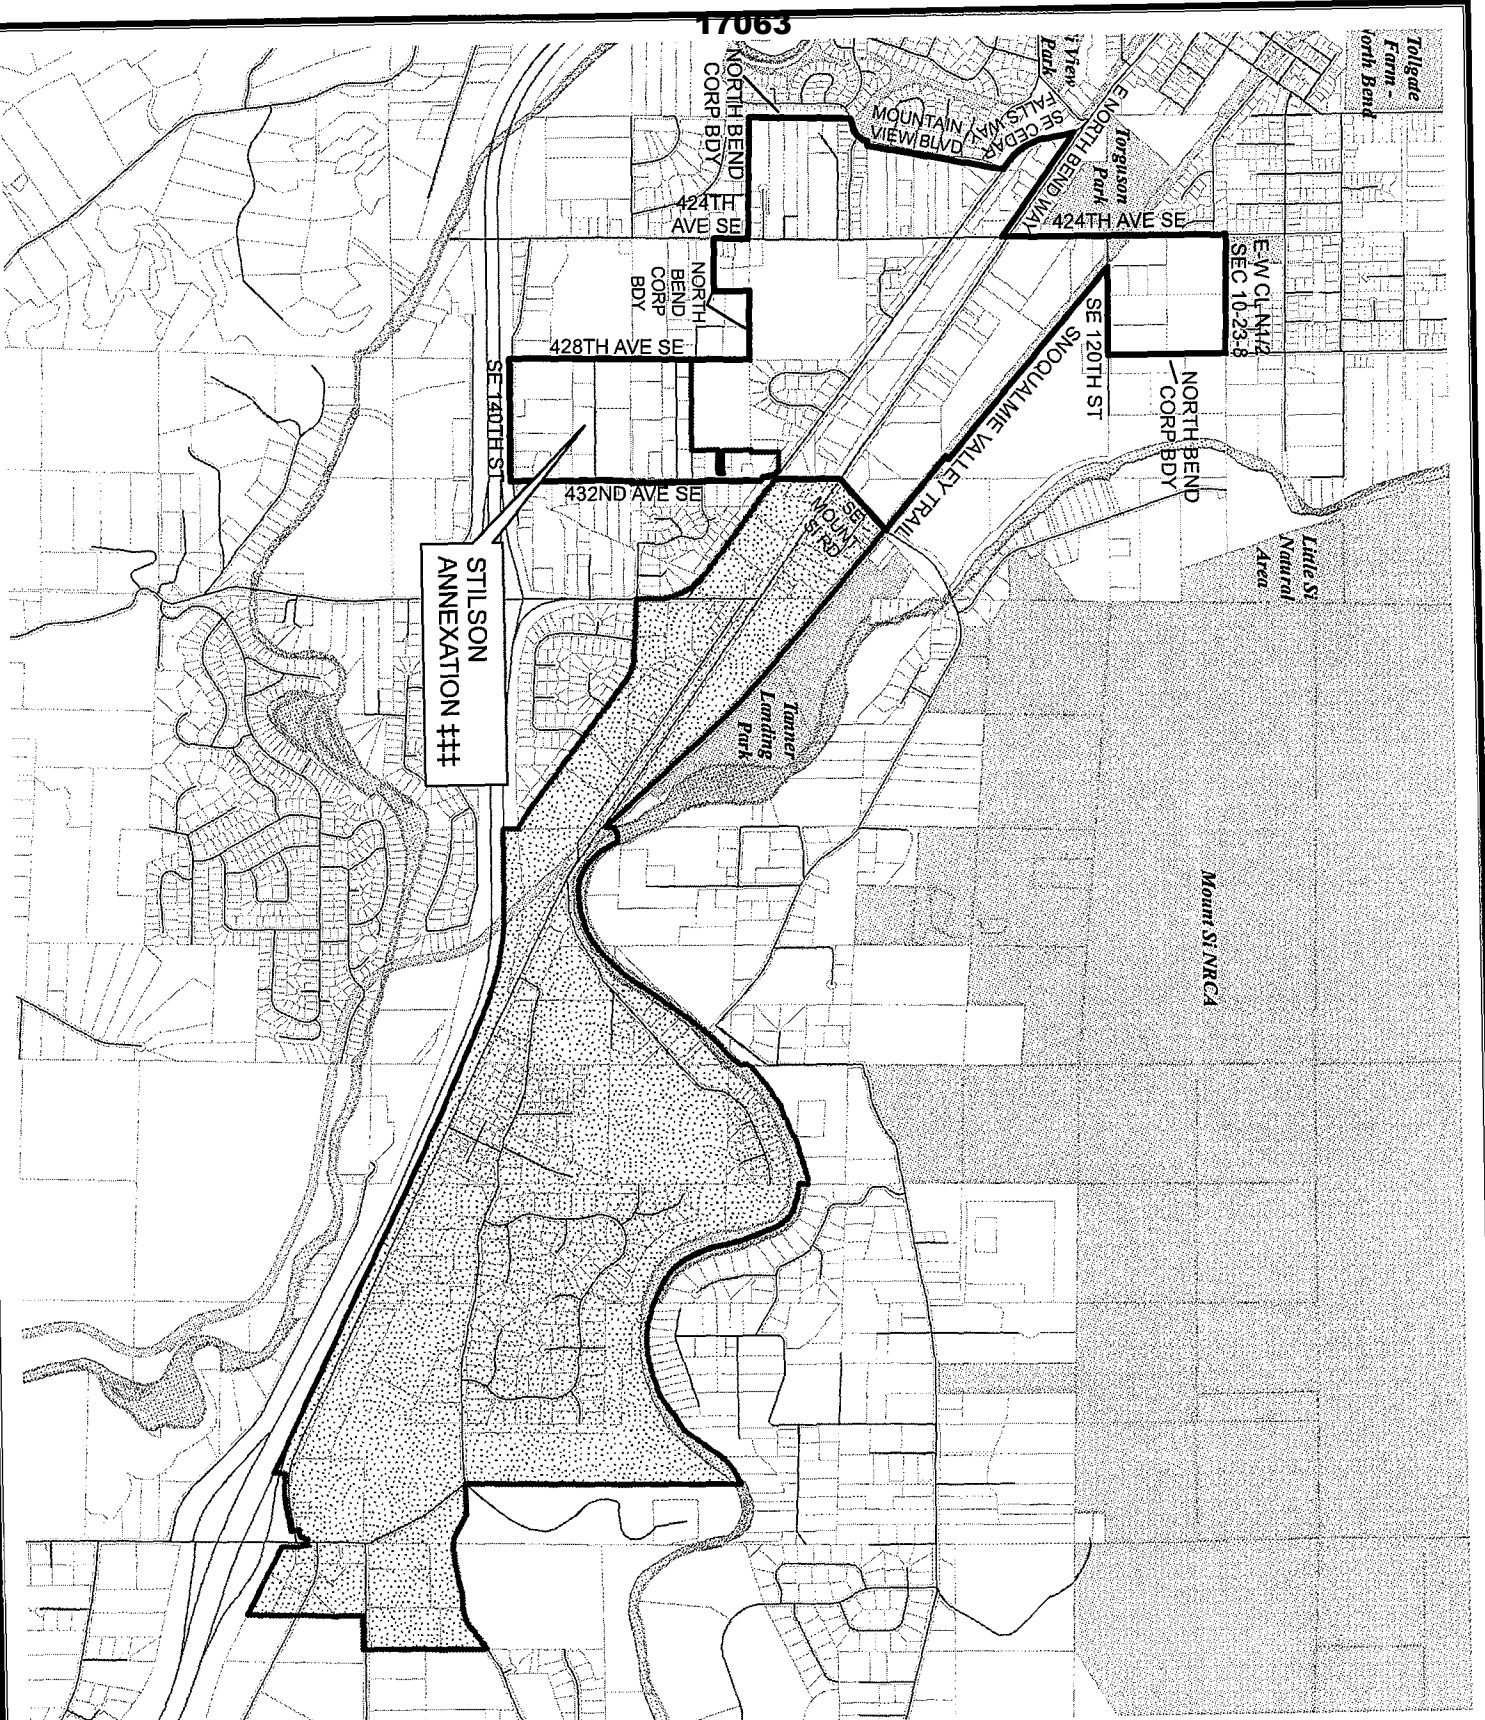 17063
Tollgate
Farm -
North Bend
i View
Park
NORTH BEND
CORP BDY
MOUNTAIN
VIEW BLVD
SE CEDAR
FALLS WAY
E NORTH BEND WAY
Torguson
Park
424TH AVE SE
424TH
AVE SE
E-W CL N1/2
SEC 10-23-8
NORTH
BEND
CORP
BDY
SE 120TH ST
428TH AVE SE
NORTH BEND
CORP BDY
SNOQUALMIE VALLEY TRAIL
SE 140TH ST
432ND AVE SE
SE
MOUNT
SI RD
Little Si
Natural
Area
STILSON
ANNEXATION ‡‡‡
Tanner
Landing
Park
Mount Si NRCA